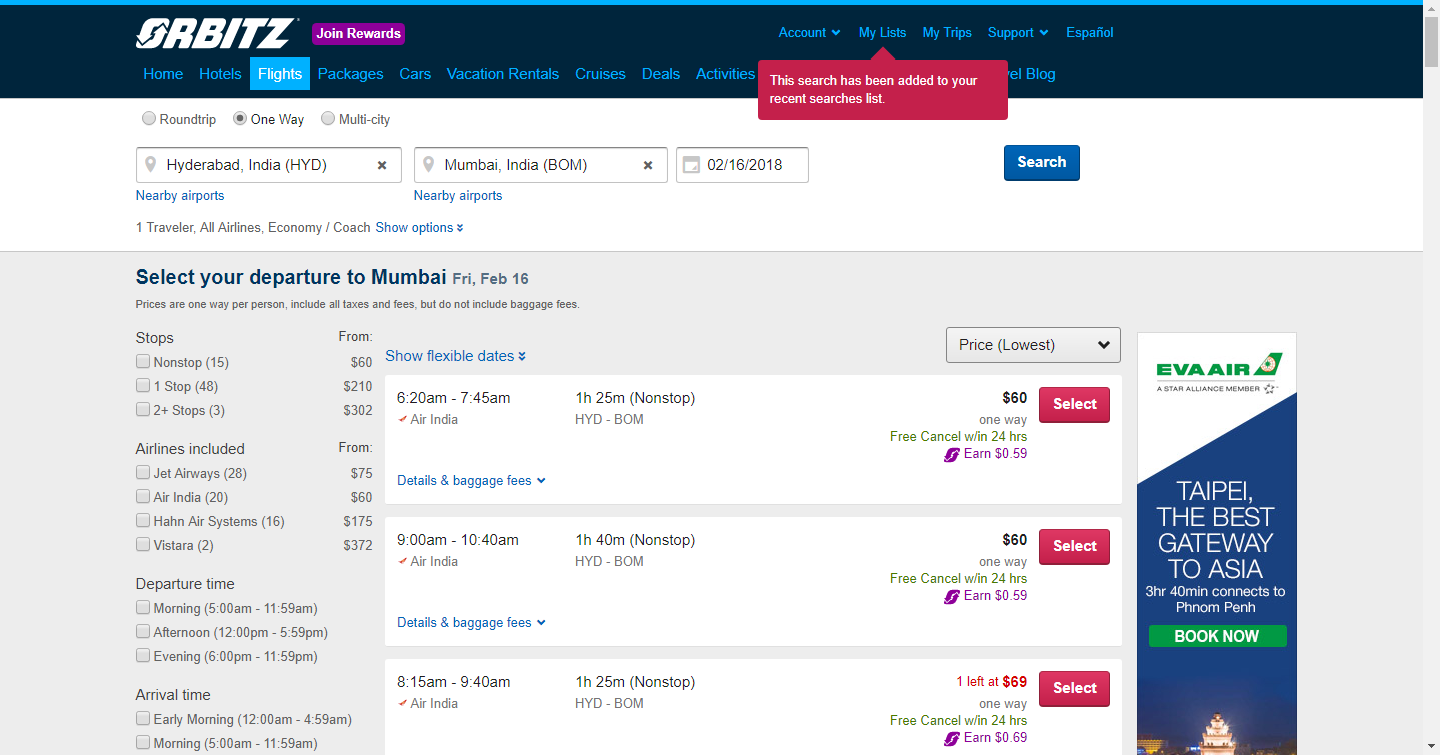 ORBITZ
Join Rewards
Account
My Lists
My Trips
Support
Español
Home
Hotels
Flights
Packages
Cars
Vacation Rentals
Cruises
Deals
Activities
Blog
This search has been added to your
recent searches list.
Roundtrip
One Way
Multi-city
Hyderabad, India (HYD)
Mumbai, India (BOM)
02/16/2018
Search
Nearby airports
Nearby airports
1 Traveler, All Airlines, Economy / Coach Show options
Select your departure to Mumbai Fri, Feb 16
Prices are one way per person, include all taxes and fees, but do not include baggage fees.
Stops From:
Nonstop (15) $60
1 Stop (48) $210
2+ Stops (3) $302
Airlines included From:
Jet Airways (28) $75
Air India (20) $60
Hahn Air Systems (16) $175
Vistara (2) $372
Departure time
Morning (5:00am - 11:59am)
Afternoon (12:00pm - 5:59pm)
Evening (6:00pm - 11:59pm)
Arrival time
Early Morning (12:00am - 4:59am)
Morning (5:00am - 11:59am)
Show flexible dates
Price (Lowest)
6:20am - 7:45am 1h 25m (Nonstop) $60 Select
Air India HYD - BOM one way
Free Cancel w/in 24 hrs
Earn $0.59
Details & baggage fees
9:00am - 10:40am 1h 40m (Nonstop) $60 Select
Air India HYD - BOM one way
Free Cancel w/in 24 hrs
Earn $0.59
Details & baggage fees
8:15am - 9:40am 1h 25m (Nonstop) 1 left at $69 Select
Air India HYD - BOM one way
Free Cancel w/in 24 hrs
Earn $0.69
EVA AIR
A STAR ALLIANCE MEMBER
TAIPEI,
THE BEST
GATEWAY
TO ASIA
3hr 40min connects to
Phnom Penh
BOOK NOW